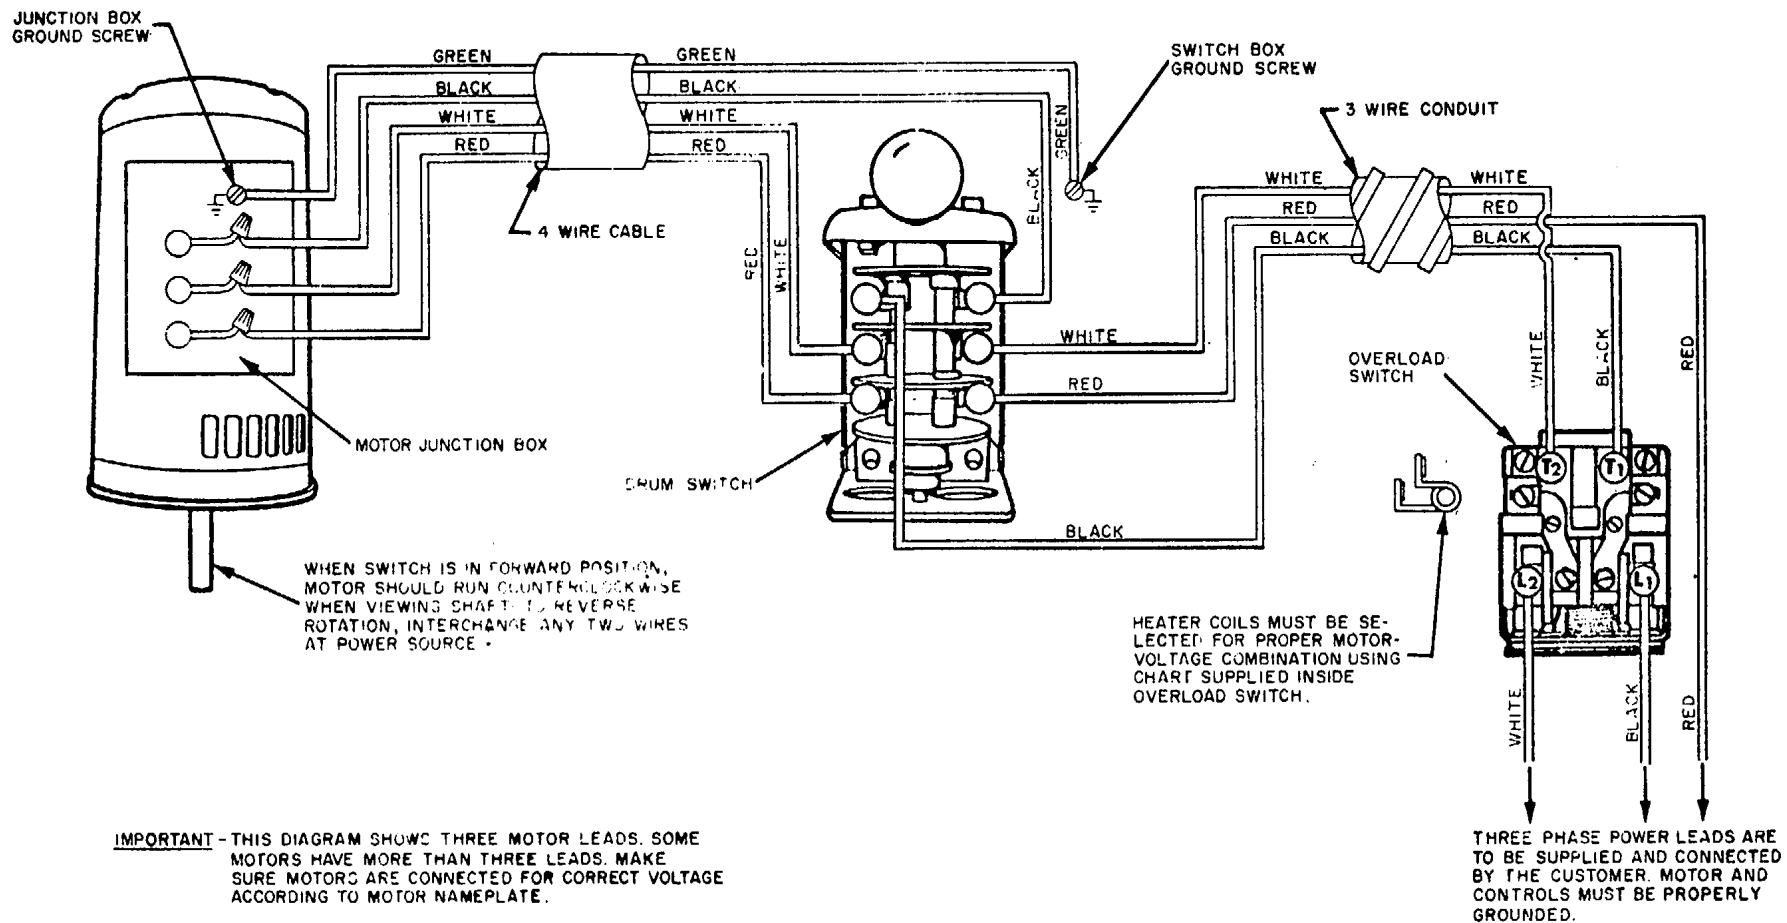 JUNCTION BOX
GROUND SCREW
GREEN
GREEN
BLACK
BLACK
WHITE
WHITE
RED
RED
4 WIRE CABLE
SWITCH BOX
GROUND SCREW
GREEN
BLACK
RED
WHITE
3 WIRE CONDUIT
WHITE
WHITE
RED
RED
BLACK
BLACK
WHITE
RED
BLACK
WHITE
BLACK
RED
OVERLOAD
SWITCH
MOTOR JUNCTION BOX
DRUM SWITCH
T2
T1
L2
L1
WHEN SWITCH IS IN FORWARD POSITION,
MOTOR SHOULD RUN COUNTERCLOCKWISE
WHEN VIEWING SHAFT. TO REVERSE
ROTATION, INTERCHANGE ANY TWO WIRES
AT POWER SOURCE.
HEATER COILS MUST BE SE-
LECTED FOR PROPER MOTOR-
VOLTAGE COMBINATION USING
CHART SUPPLIED INSIDE
OVERLOAD SWITCH.
WHITE
BLACK
RED
IMPORTANT - THIS DIAGRAM SHOWS THREE MOTOR LEADS. SOME
MOTORS HAVE MORE THAN THREE LEADS. MAKE
SURE MOTORS ARE CONNECTED FOR CORRECT VOLTAGE
ACCORDING TO MOTOR NAMEPLATE.
THREE PHASE POWER LEADS ARE
TO BE SUPPLIED AND CONNECTED
BY THE CUSTOMER. MOTOR AND
CONTROLS MUST BE PROPERLY
GROUNDED.